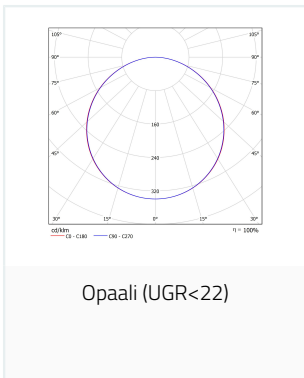 105° 105°
90° 90°
75° 75°
60° 60°
160
45° 45°
240
320
30° 15° 0° 15° 30°
cd/klm η = 100%
C0 - C180 C90 - C270
Opaali (UGR<22)